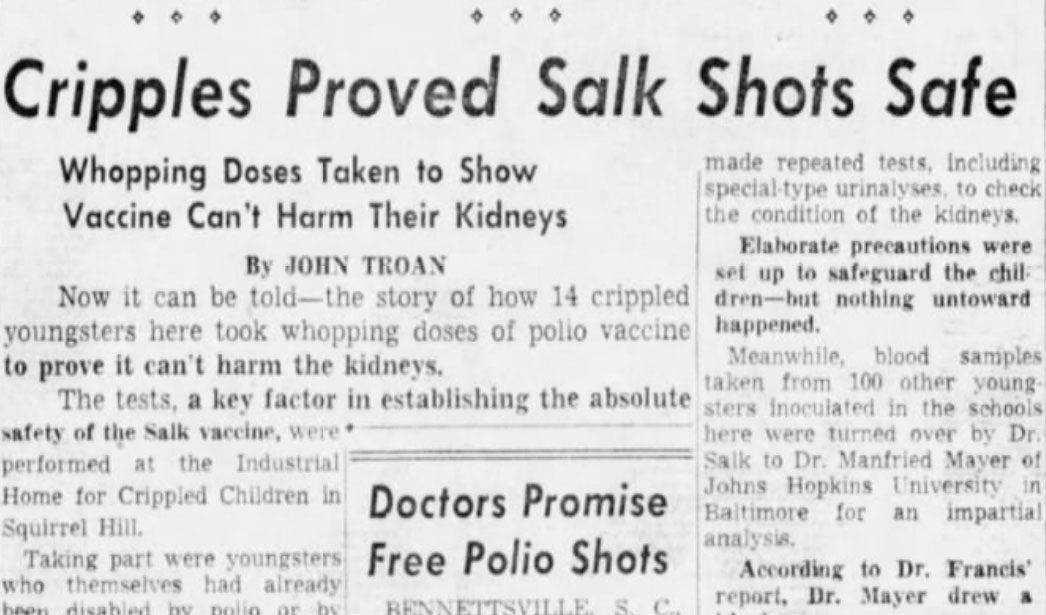 Cripples Proved Salk Shots Safe
Whopping Doses Taken to Show
Vaccine Can't Harm Their Kidneys
By JOHN TROAN
Now it can be told—the story of how 14 crippled
youngsters here took whopping doses of polio vaccine
to prove it can't harm the kidneys.
The tests, a key factor in establishing the absolute
safety of the Salk vaccine, were
performed at the Industrial
Home for Crippled Children in
Squirrel Hill.
Taking part were youngsters
who themselves had already
been disabled by polio or by
Doctors Promise
Free Polio Shots
BENNETTSVILLE, S. C.,
made repeated tests, including
special-type urinalyses, to check
the condition of the kidneys.
Elaborate precautions were
set up to safeguard the chil-
dren—but nothing untoward
happened.
Meanwhile, blood samples
taken from 100 other young-
sters inoculated in the schools
here were turned over by Dr.
Salk to Dr. Manfried Mayer of
Johns Hopkins University in
Baltimore for an impartial
analysis.
According to Dr. Francis'
report, Dr. Mayer drew a